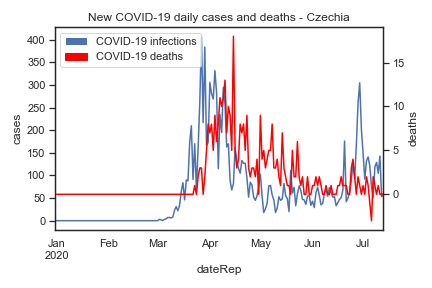 New COVID-19 daily cases and deaths - Czechia
COVID-19 infections
COVID-19 deaths
400
350
300
250
200
150
100
50
0
cases
15
10
5
0
deaths
Jan Feb Mar Apr May Jun Jul
2020
dateRep